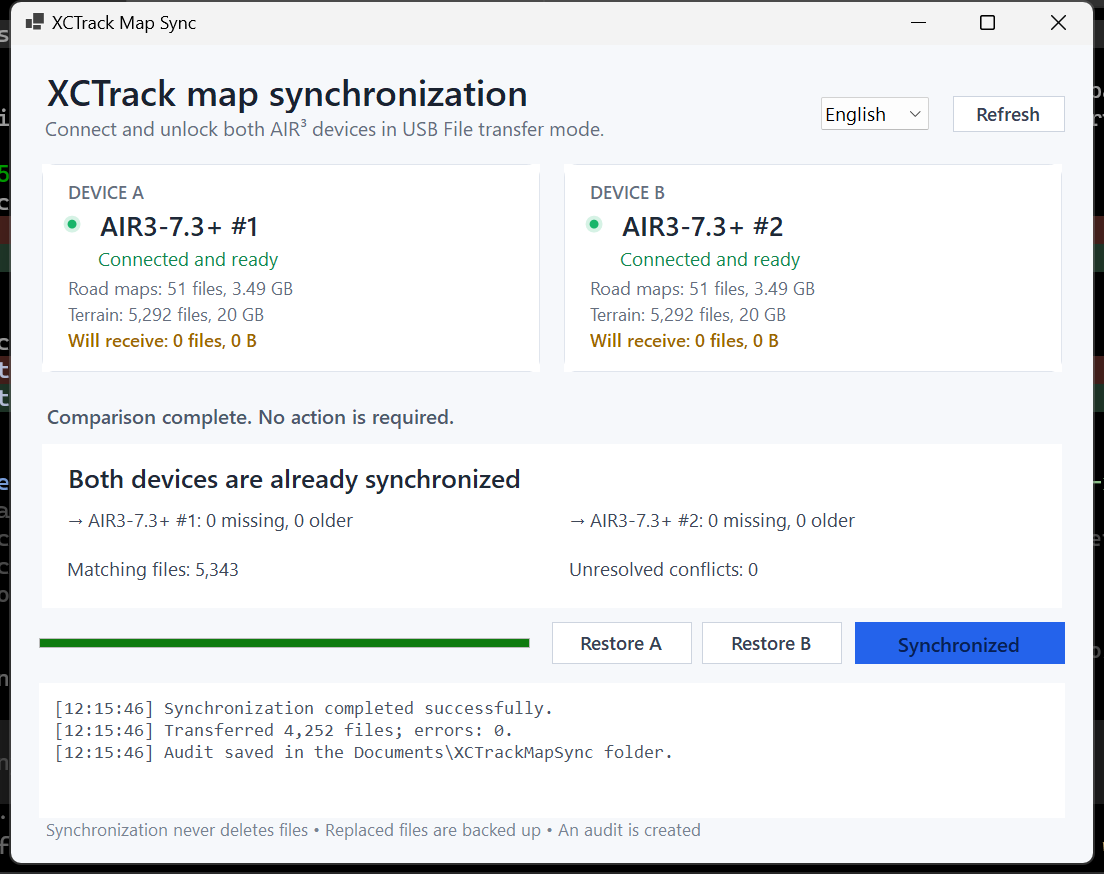 XCTrack Map Sync
XCTrack map synchronization
Connect and unlock both AIR³ devices in USB File transfer mode.
English
Refresh
DEVICE A
AIR3-7.3+ #1
Connected and ready
Road maps: 51 files, 3.49 GB
Terrain: 5,292 files, 20 GB
Will receive: 0 files, 0 B
DEVICE B
AIR3-7.3+ #2
Connected and ready
Road maps: 51 files, 3.49 GB
Terrain: 5,292 files, 20 GB
Will receive: 0 files, 0 B
Comparison complete. No action is required.
Both devices are already synchronized
→ AIR3-7.3+ #1: 0 missing, 0 older
→ AIR3-7.3+ #2: 0 missing, 0 older
Matching files: 5,343
Unresolved conflicts: 0
Restore A
Restore B
Synchronized
[12:15:46] Synchronization completed successfully.
[12:15:46] Transferred 4,252 files; errors: 0.
[12:15:46] Audit saved in the Documents\XCTrackMapSync folder.
Synchronization never deletes files • Replaced files are backed up • An audit is created